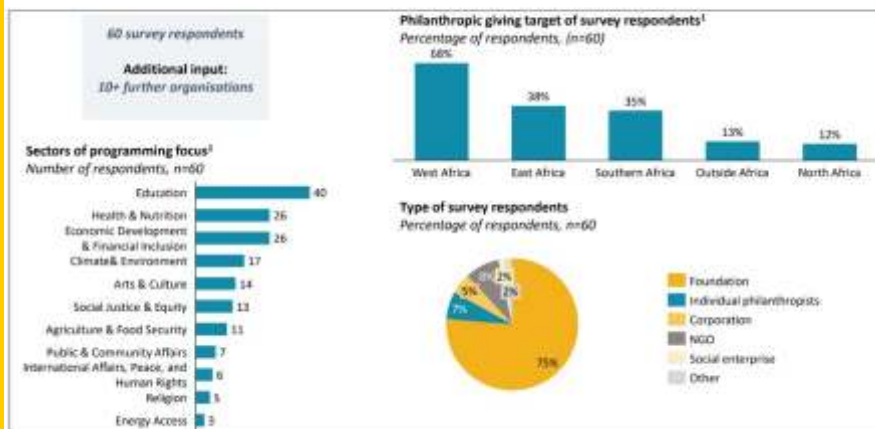 60 survey respondents
Additional input:
10+ further organisations
Sectors of programming focus¹
Number of respondents, n=60
Education
40
Health & Nutrition
26
Economic Development
& Financial Inclusion
26
Climate& Environment
17
Arts & Culture
14
Social Justice & Equity
13
Agriculture & Food Security
11
Public & Community Affairs
7
International Affairs, Peace, and
Human Rights
6
Religion
5
Energy Access
3
Philanthropic giving target of survey respondents¹
Percentage of respondents, (n=60)
68%
38%
35%
13%
12%
West Africa
East Africa
Southern Africa
Outside Africa
North Africa
Type of survey respondents
Percentage of respondents, n=60
8%
2%
2%
5%
7%
75%
Foundation
Individual philanthropists
Corporation
NGO
Social enterprise
Other